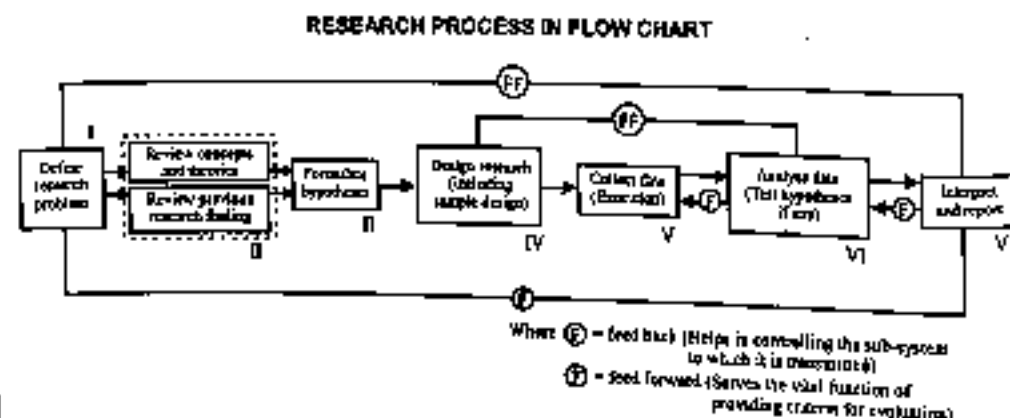 RESEARCH PROCESS IN FLOW CHART
FF
FF
I
Define
research
problem
Review concepts
and theories
Review previous
research finding
II
Formulate
hypotheses
III
Design research
(including
sample design)
IV
Collect data
(Execution)
V
F
Analyse data
(Test hypotheses
if any)
VI
F
Interpret
and report
V
F
Where F = feed back (Helps in controlling the sub-system
to which it is transmitted)
= feed forward (Serves the vital function of
providing criteria for evaluation)